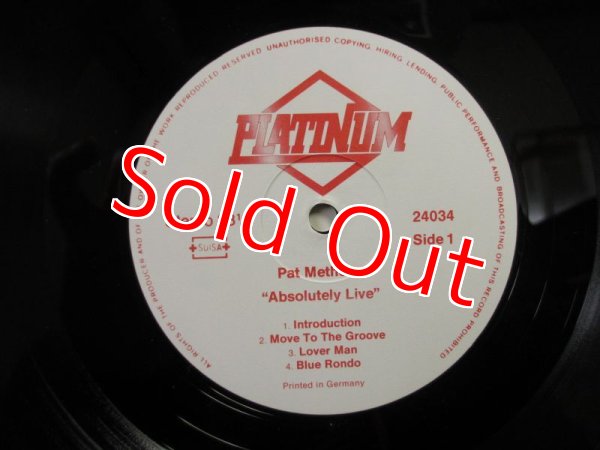 ALL RIGHTS OF THE PRODUCER AND OF THE OWNER OF THE WORK REPRODUCED RESERVED. UNAUTHORISED COPYING, HIRING, LENDING, PUBLIC PERFORMANCE AND BROADCASTING OF THIS RECORD PROHIBITED
PLATINUM
24034
SUISA
Side 1
Sold Out
Pat
"Absolutely Live"
1. Introduction
2. Move To The Groove
3. Lover Man
4. Blue Rondo
Printed in Germany